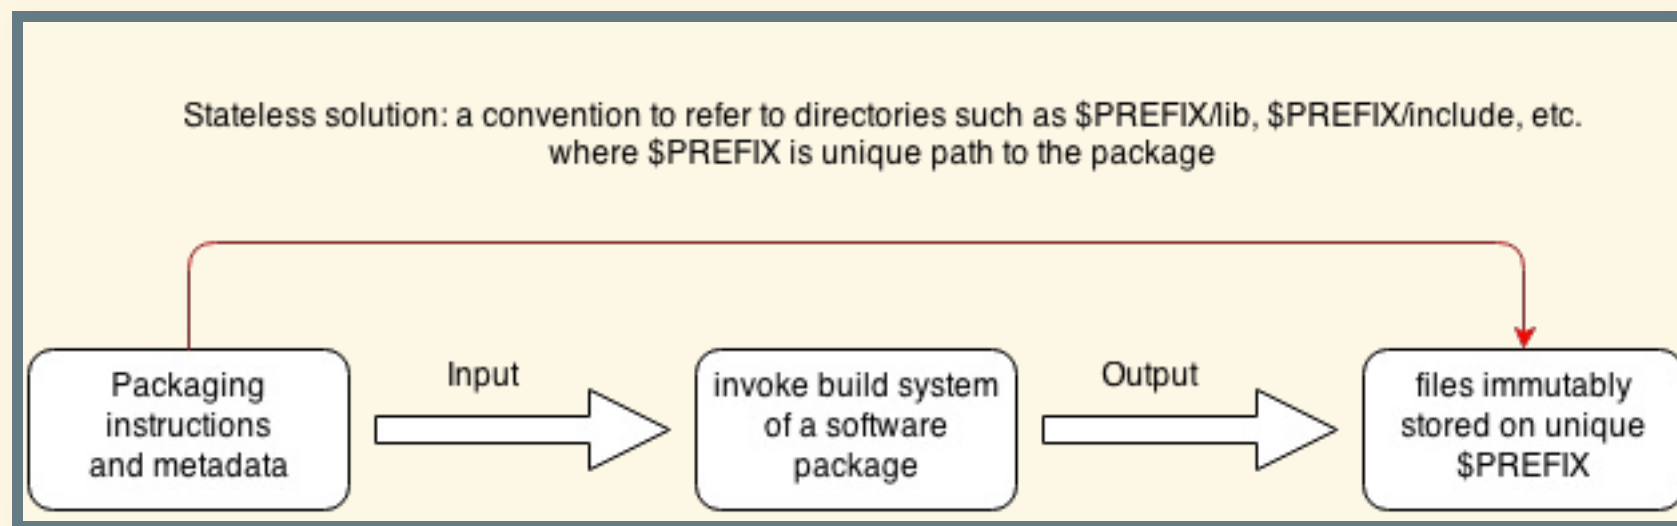 Stateless solution: a convention to refer to directories such as $PREFIX/lib, $PREFIX/include, etc.
where $PREFIX is unique path to the package
Packaging
instructions
and metadata
Input
invoke build system
of a software
package
Output
files immutably
stored on unique
$PREFIX